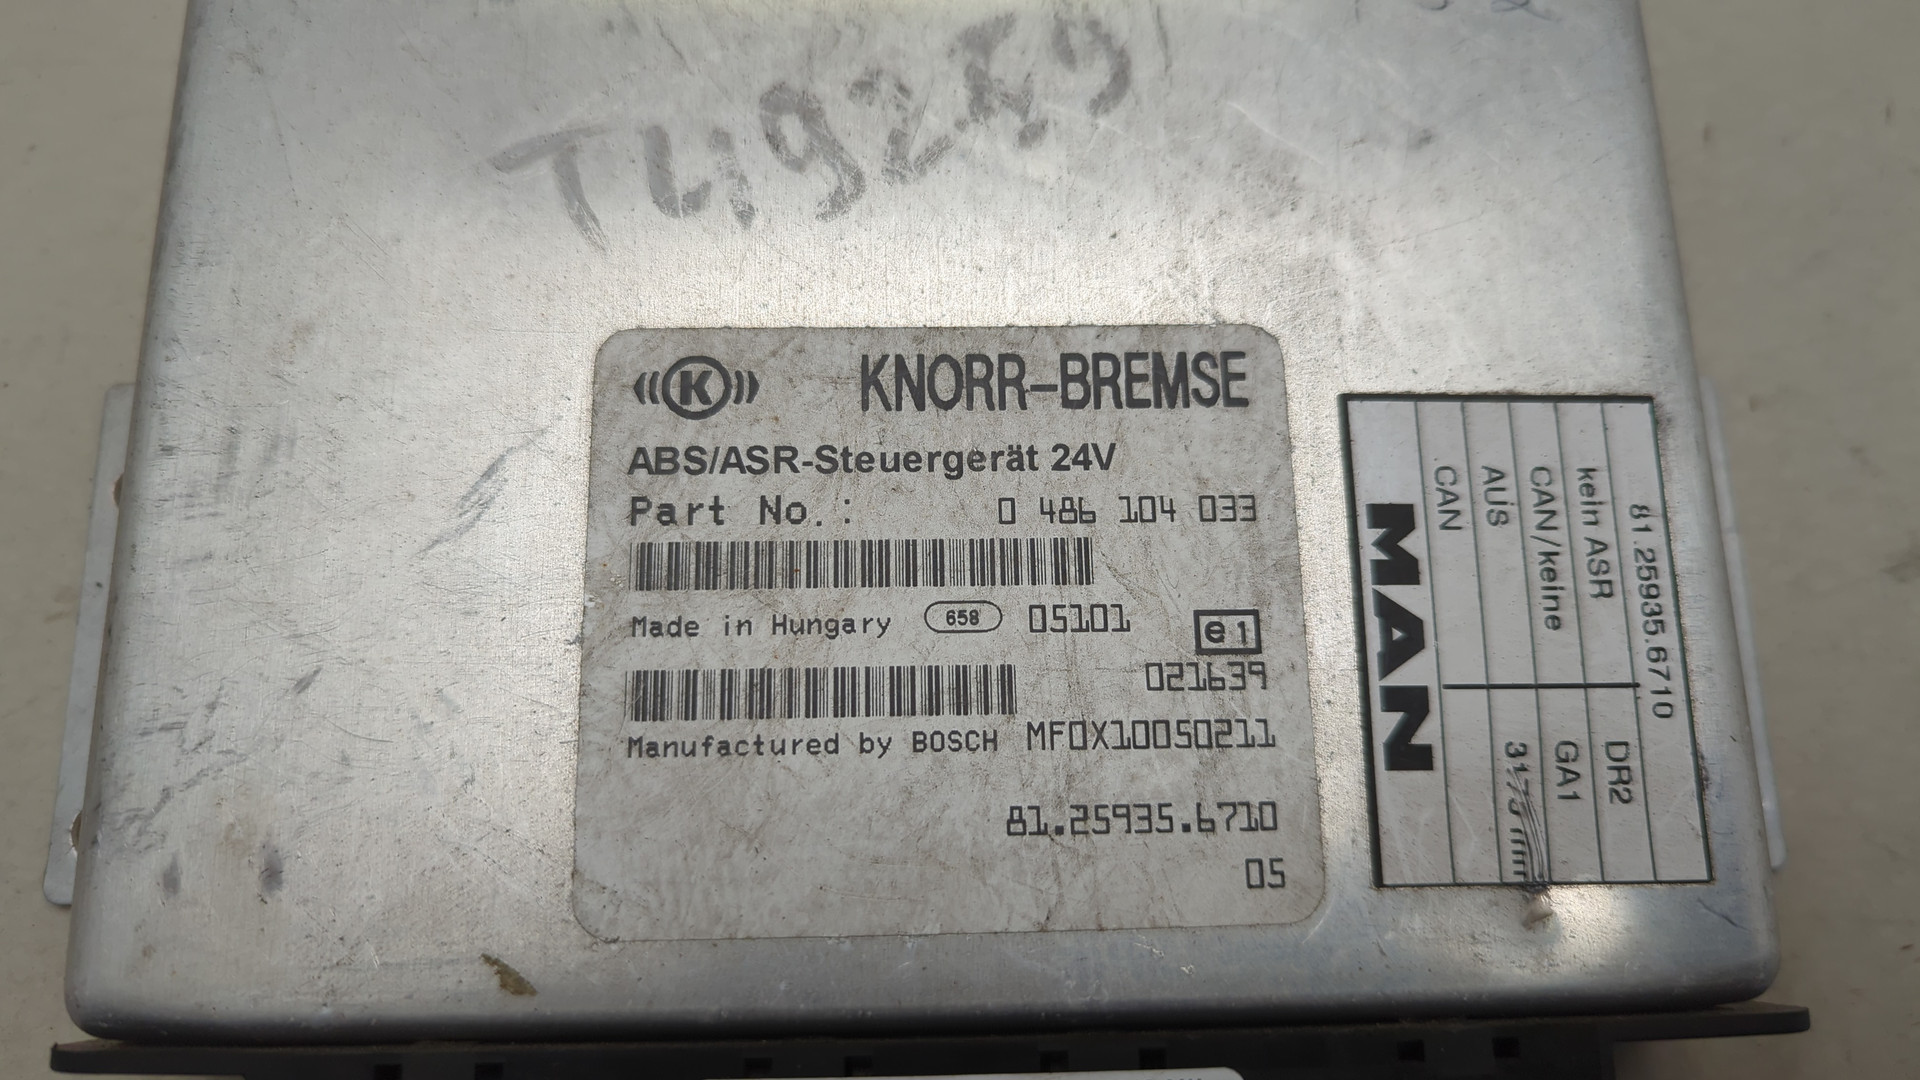 K
KNORR-BREMSE
ABS/ASR-Steuergerät 24V
Part No.: 0 486 104 033
Made in Hungary 658 05101
e1
021639
Manufactured by BOSCH MF0X10050211
81.25935.6710
05
81.25935.6710
kein ASR DR2
CAN/keine GA1
AUS
CAN
MAN